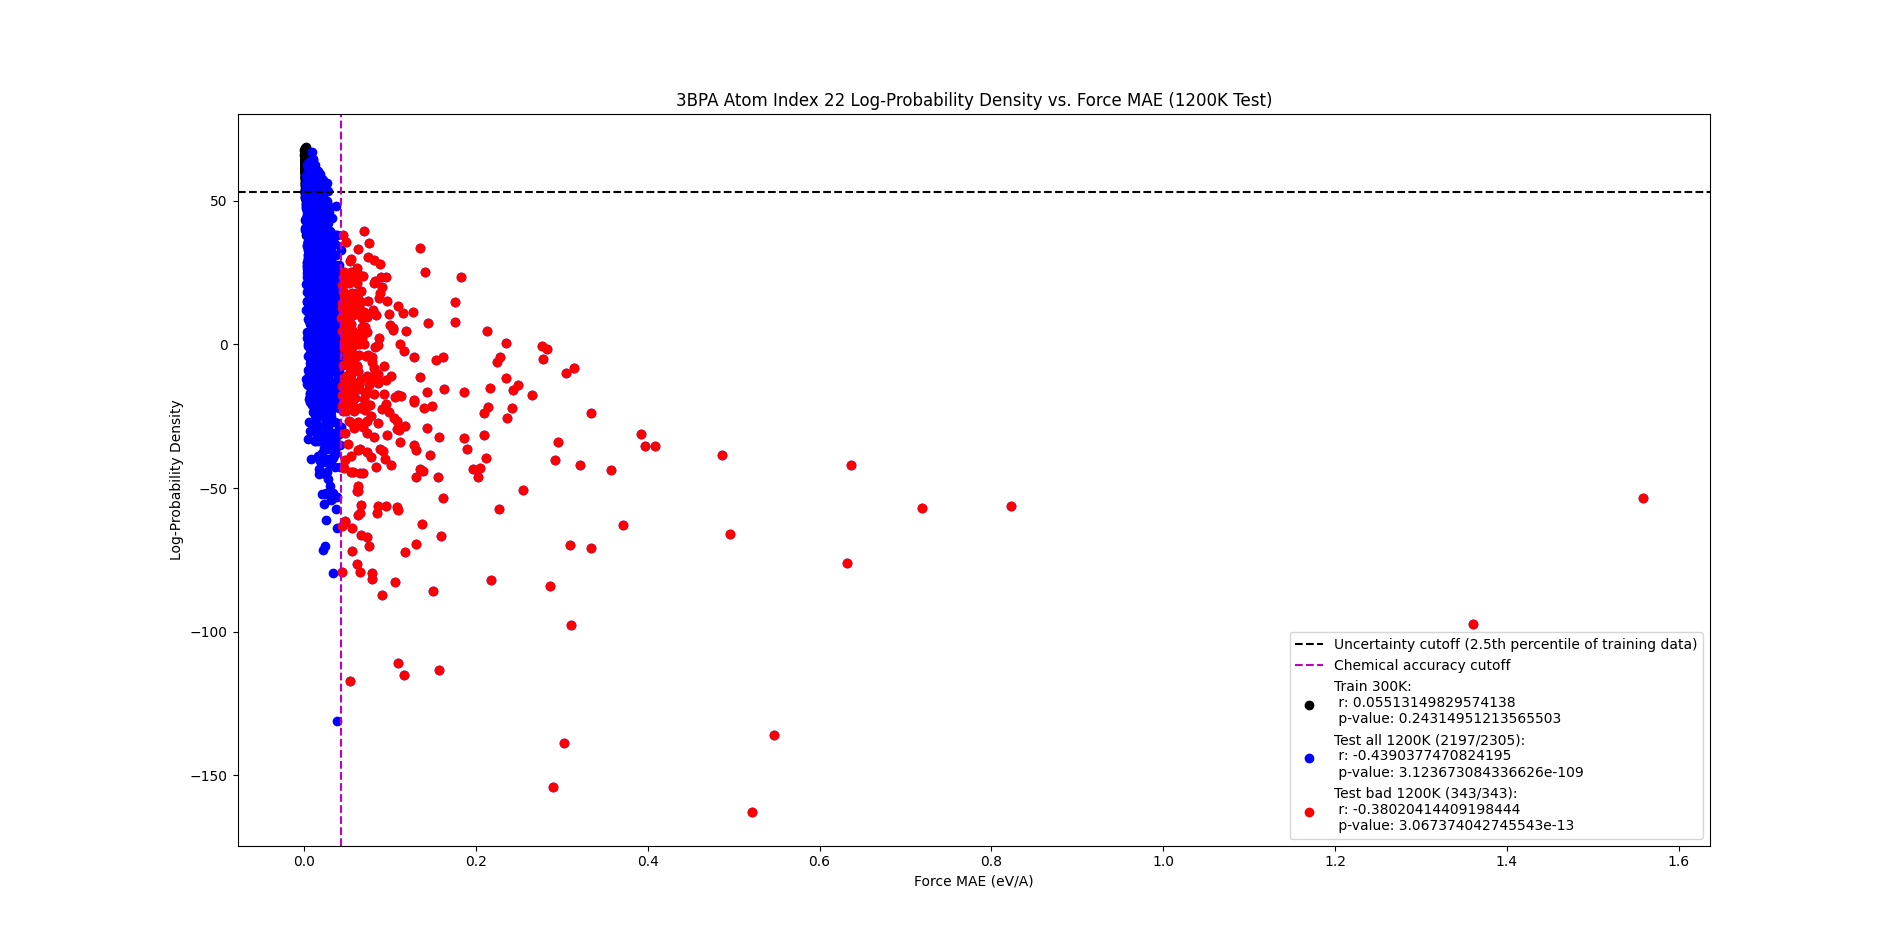 3BPA Atom Index 22 Log-Probability Density vs. Force MAE (1200K Test)
Log-Probability Density
50
0
−50
−100
−150
Uncertainty cutoff (2.5th percentile of training data)
Chemical accuracy cutoff
Train 300K:
r: 0.05513149829574138
p-value: 0.24314951213565503
Test all 1200K (2197/2305):
r: -0.4390377470824195
p-value: 3.123673084336626e-109
Test bad 1200K (343/343):
r: -0.38020414409198444
p-value: 3.067374042745543e-13
0.0 0.2 0.4 0.6 0.8 1.0 1.2 1.4 1.6
Force MAE (eV/A)